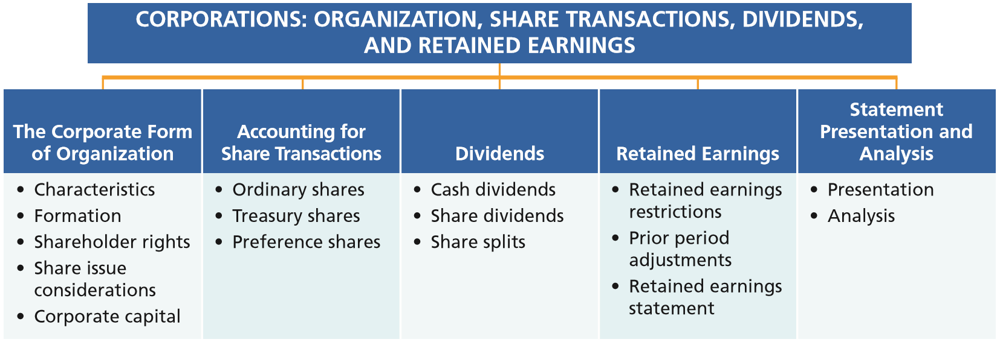 CORPORATIONS: ORGANIZATION, SHARE TRANSACTIONS, DIVIDENDS,
AND RETAINED EARNINGS
The Corporate Form
of Organization
• Characteristics
• Formation
• Shareholder rights
• Share issue
considerations
• Corporate capital
Accounting for
Share Transactions
• Ordinary shares
• Treasury shares
• Preference shares
Dividends
• Cash dividends
• Share dividends
• Share splits
Retained Earnings
• Retained earnings
restrictions
• Prior period
adjustments
• Retained earnings
statement
Statement
Presentation and
Analysis
• Presentation
• Analysis